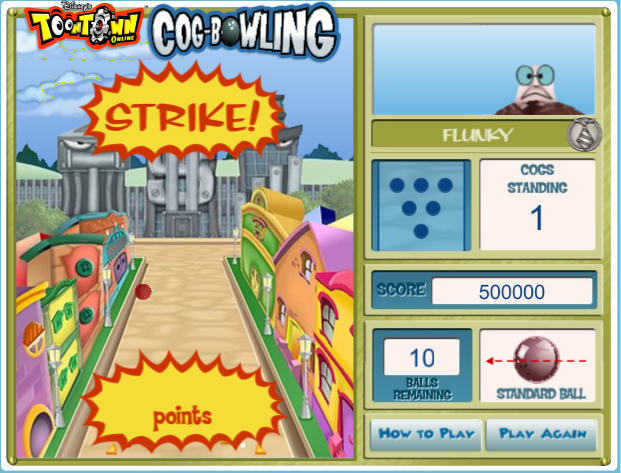 Disney's
TOONTOWN
ONLINE
COG-BOWLING
STRIKE!
FLUNKY
COGS
STANDING
1
SCORE 500000
10
BALLS
REMAINING
STANDARD BALL
points
HOW TO PLAY
PLAY AGAIN